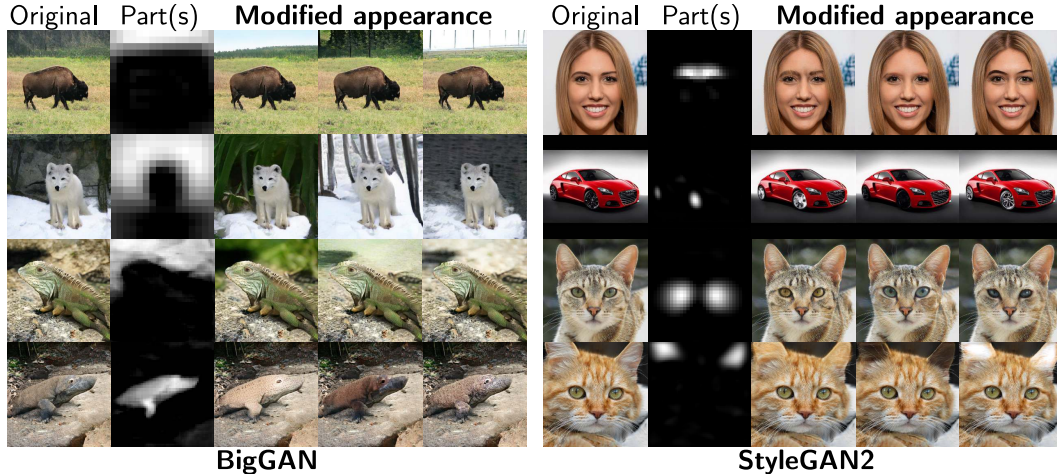 Original Part(s) Modified appearance
Original Part(s) Modified appearance
BigGAN
StyleGAN2